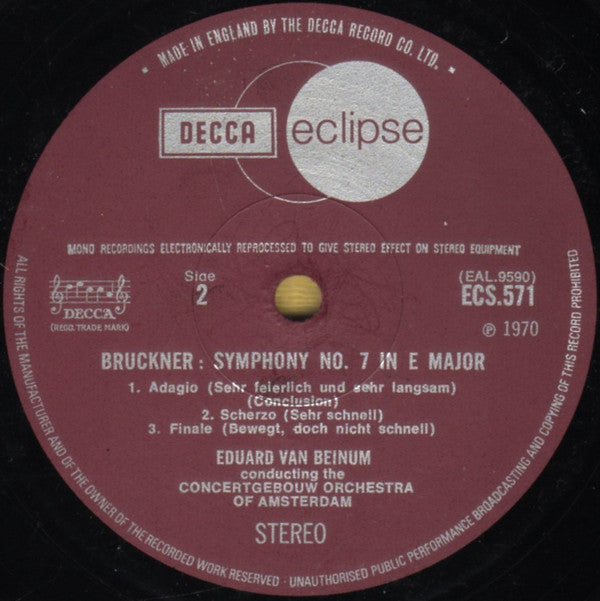 • MADE IN ENGLAND BY THE DECCA RECORD CO. LTD. •
DECCA eclipse
MONO RECORDINGS ELECTRONICALLY REPROCESSED TO GIVE STEREO EFFECT ON STEREO EQUIPMENT
DECCA
(REGD. TRADE MARK)
Side
2
(EAL.9590)
ECS.571
℗ 1970
BRUCKNER: SYMPHONY NO. 7 IN E MAJOR
1. Adagio (Sehr feierlich und sehr langsam)
(Conclusion)
2. Scherzo (Sehr schnell)
3. Finale (Bewegt, doch nicht schnell)
EDUARD VAN BEINUM
conducting the
CONCERTGEBOUW ORCHESTRA
OF AMSTERDAM
STEREO
ALL RIGHTS OF THE MANUFACTURER AND OF THE OWNER OF THE RECORDED WORK RESERVED - UNAUTHORISED PUBLIC PERFORMANCE BROADCASTING AND COPYING OF THIS RECORD PROHIBITED